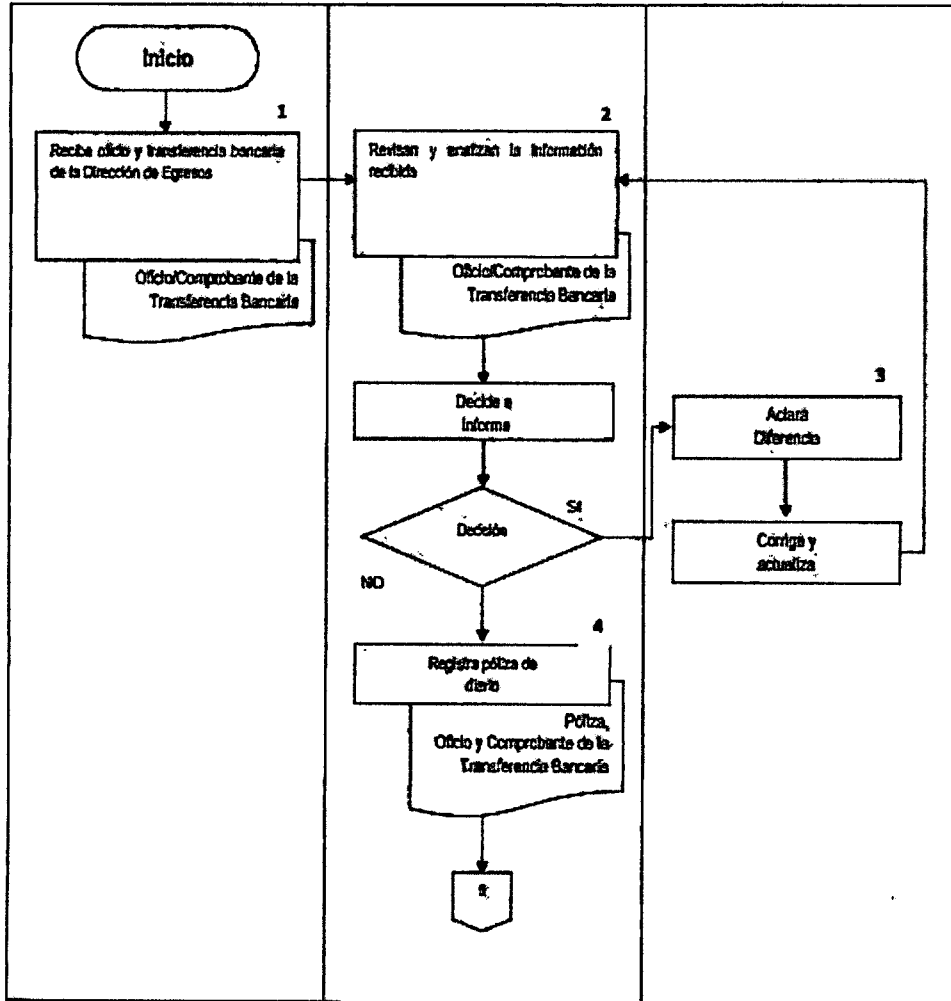 Inicio
1
Recibe oficio y transferencia bancaria
de la Dirección de Egresos
Oficio/Comprobante de la
Transferencia Bancaria
2
Revisan y analizan la información
recibida
Oficio/Comprobante de la
Transferencia Bancaria
Decide e
Informa
Decisión
SI
NO
3
Aclará
Diferencia
Corrige y
actualiza
4
Registra póliza de
diario
Póliza,
Oficio y Comprobante de la
Transferencia Bancaria